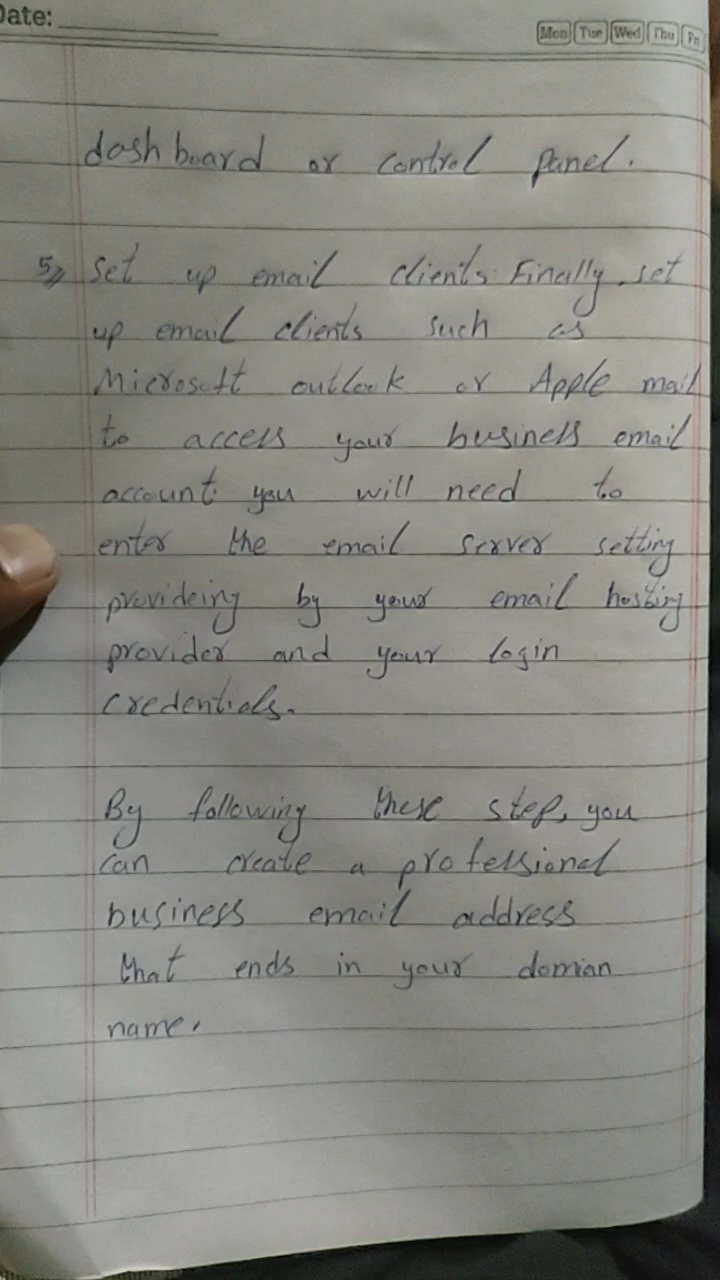 Date:
Mon Tue Wed Thu Fri
dashboard or control panel.
5) Set up email clients: Finally, set
up email clients such as
Microsoft outlook or Apple mail
to access your business email
account. you will need to
enter the email server setting
provideing by your email hosting
provider and your login
credentials.
By following these step, you
can create a professional
business email address
that ends in your domian
name.